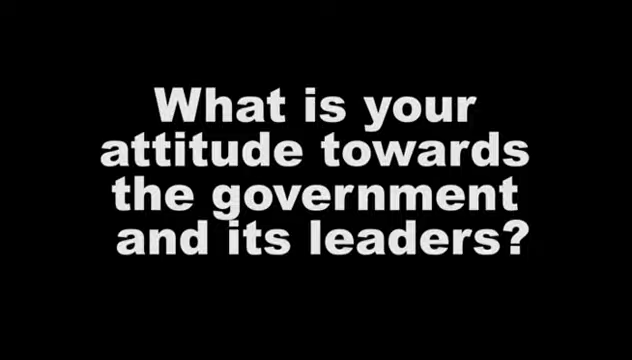 What is your
attitude towards
the government
and its leaders?